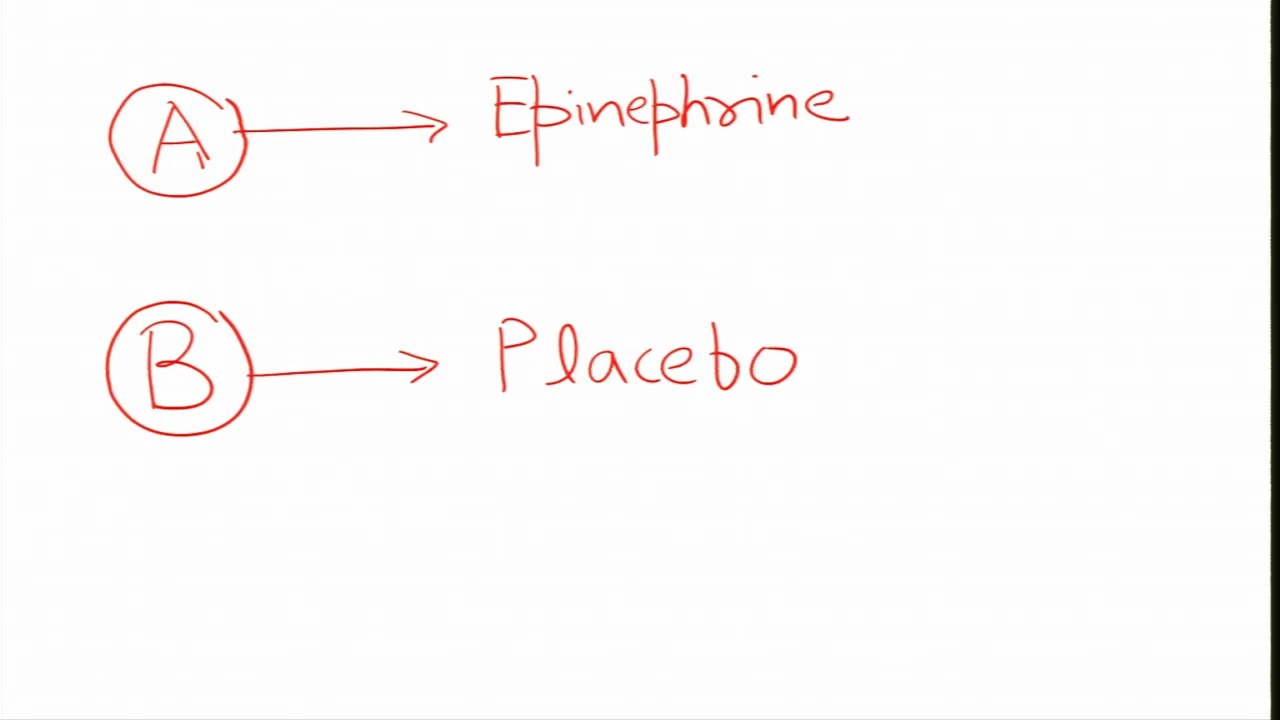 A → Epinephrine
B → Placebo